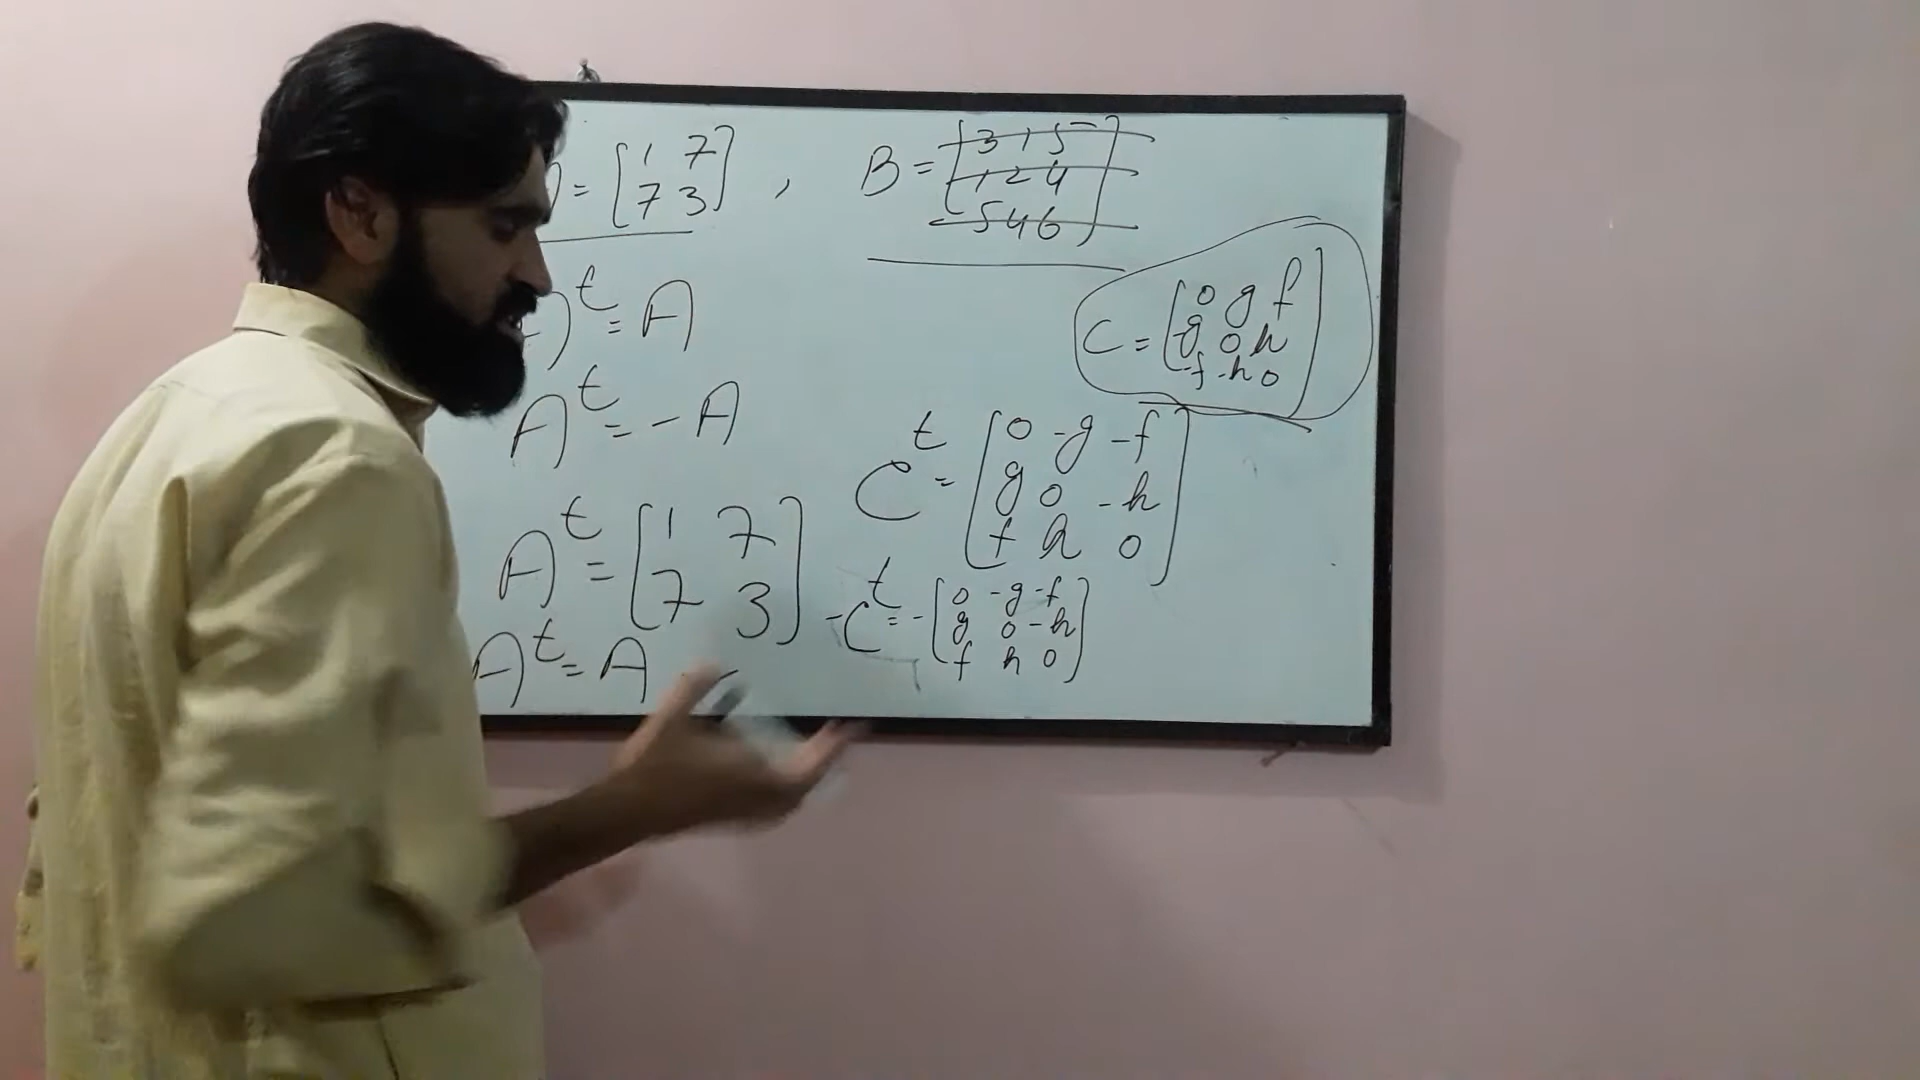 = [1 7
7 3] , B = [3 1 5
1 2 4
5 4 6]
)ᵗ = A
C = [0 g f
-g 0 h
-f -h 0]
Aᵗ = -A
Cᵗ = [0 -g -f
g 0 -h
f h 0]
Aᵗ = [1 7
7 3]
-Cᵗ = -[0 -g -f
g 0 -h
f h 0]
Aᵗ = A